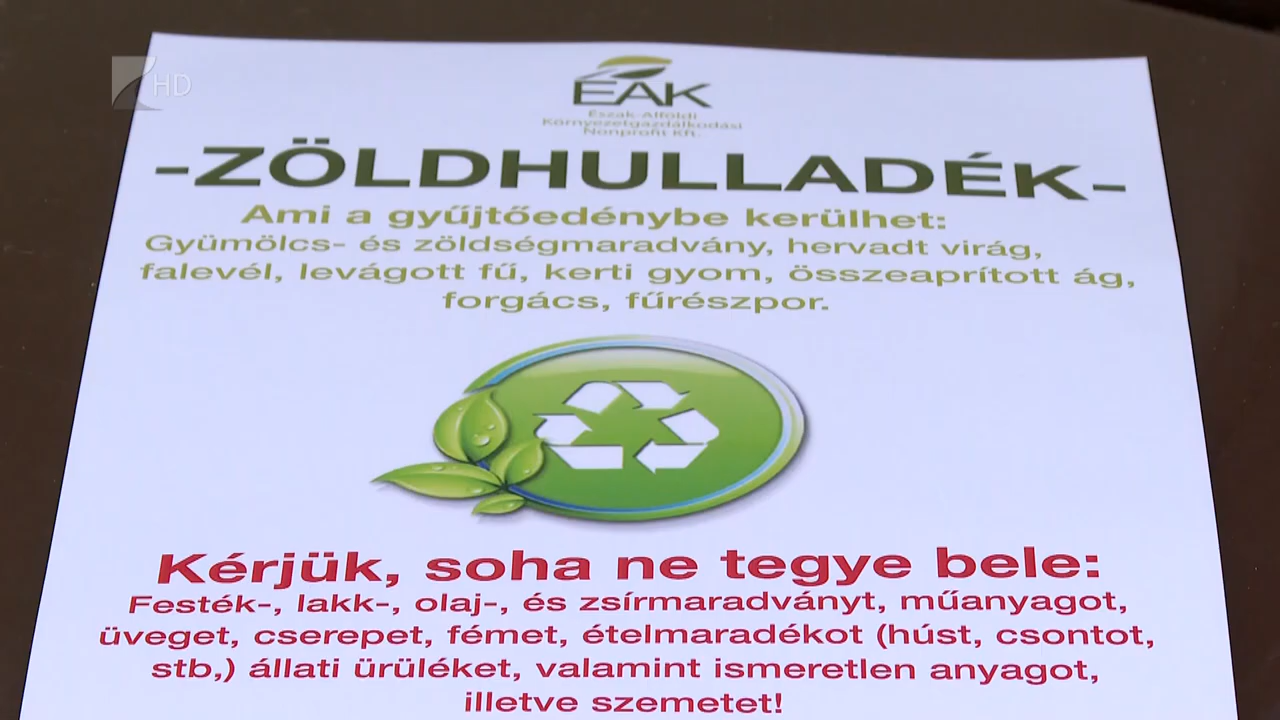 HD
EAK
Észak-Alföldi
Környezetgazdálkodási
Nonprofit Kft.
-ZÖLDHULLADÉK-
Ami a gyűjtőedénybe kerülhet:
Gyümölcs- és zöldségmaradvány, hervadt virág,
falevél, levágott fű, kerti gyom, összeaprított ág,
forgács, fűrészpor.
Kérjük, soha ne tegye bele:
Festék-, lakk-, olaj-, és zsírmaradványt, műanyagot,
üveget, cserepet, fémet, ételmaradékot (húst, csontot,
stb,) állati ürüléket, valamint ismeretlen anyagot,
illetve szemetet!